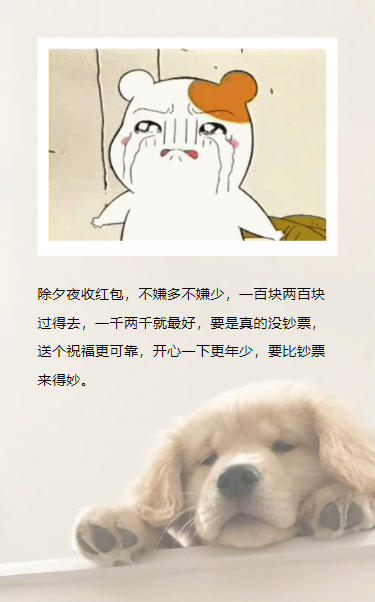 除夕夜收红包，不嫌多不嫌少，一百块两百块
过得去，一千两千就最好，要是真的没钞票，
送个祝福更可靠，开心一下更年少，要比钞票
来得妙。